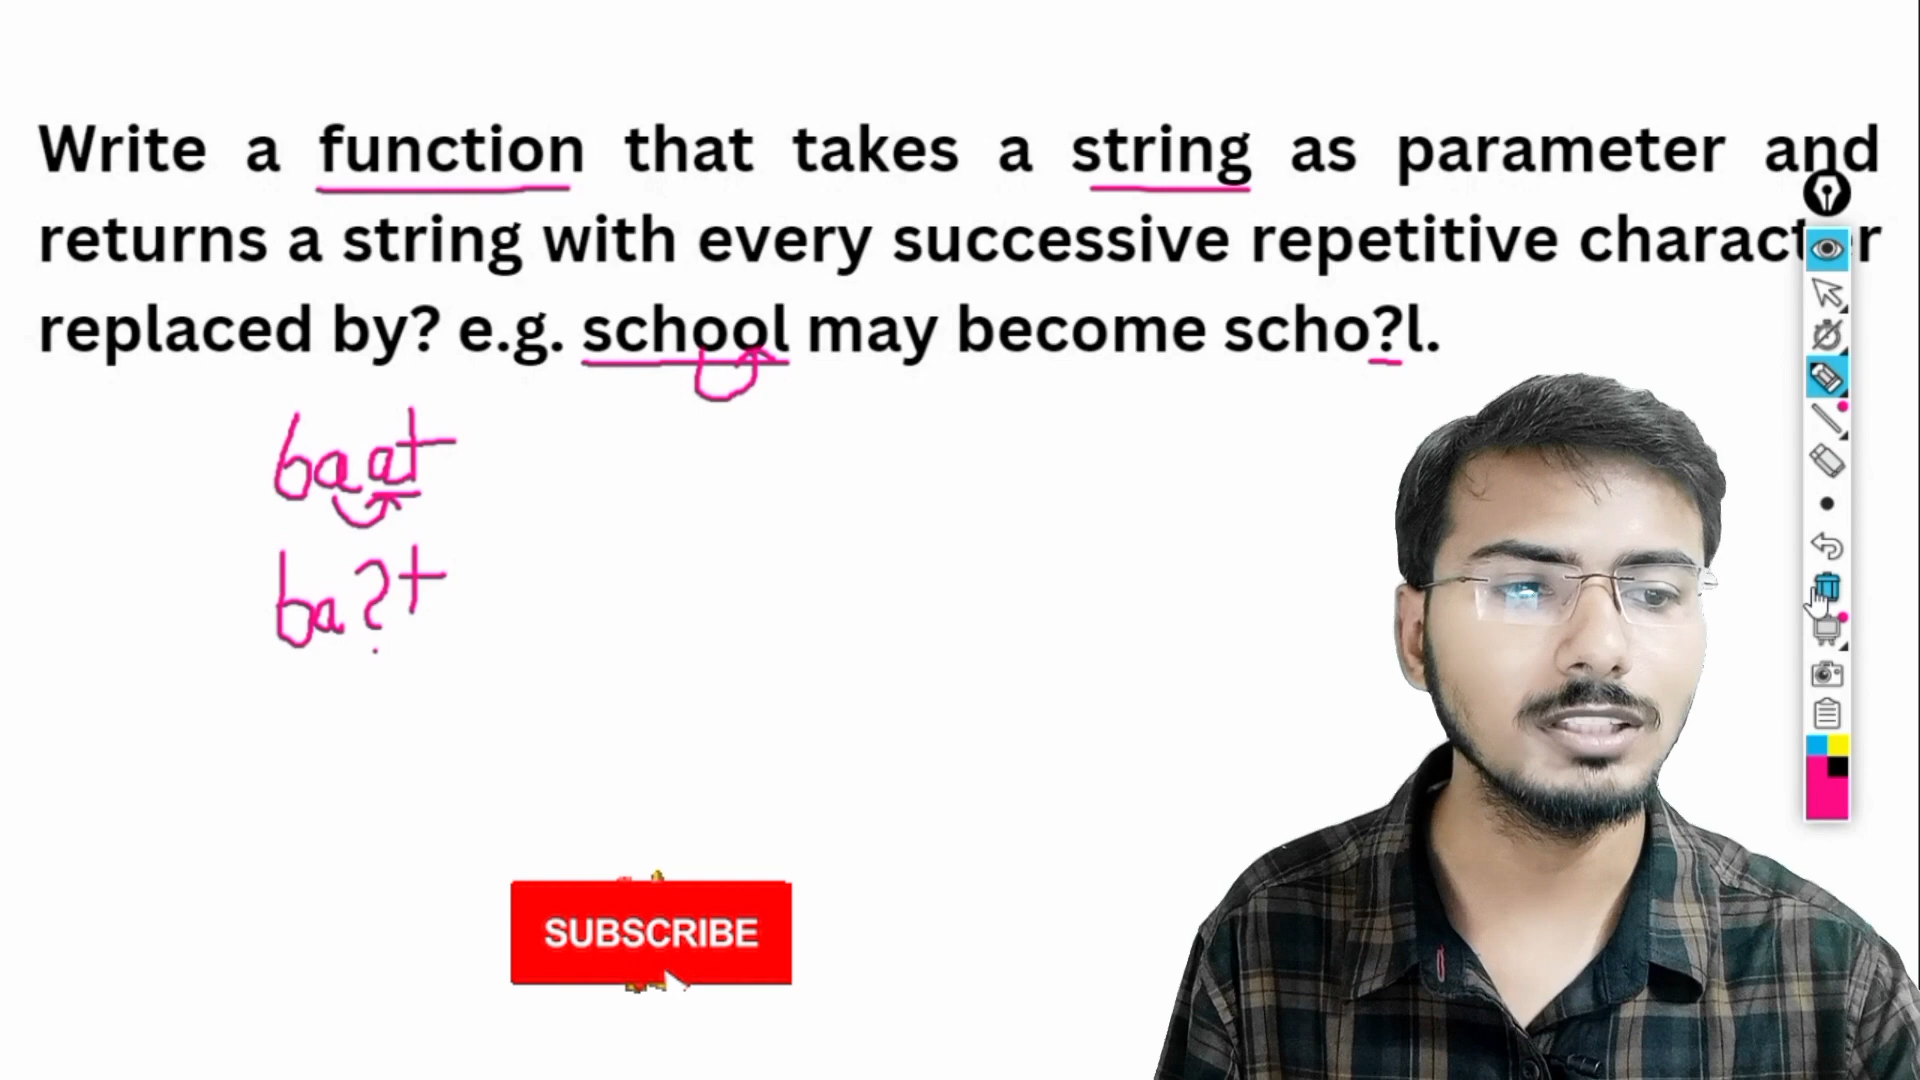 Write a function that takes a string as parameter and
returns a string with every successive repetitive character
replaced by? e.g. school may become scho?l.
baat
ba?t
SUBSCRIBE